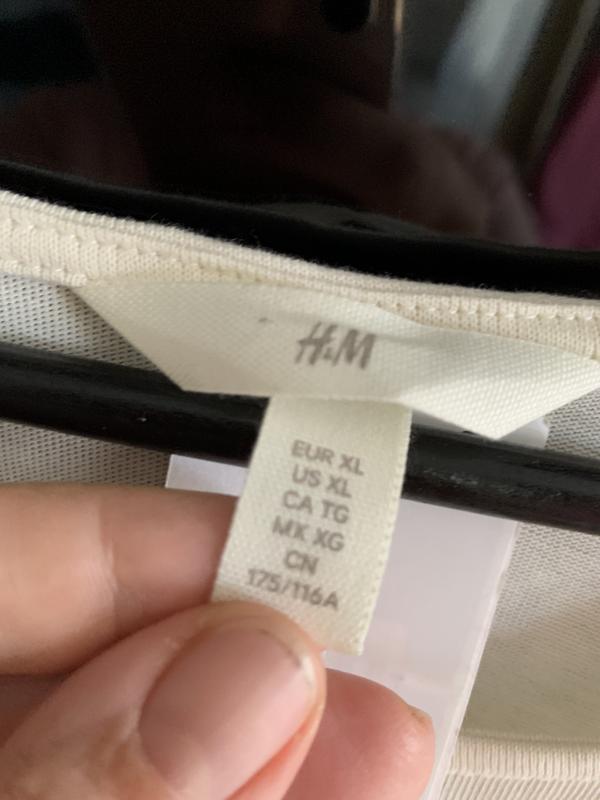 H&M
EUR XL
US XL
CA TG
MX XG
CN
175/116A